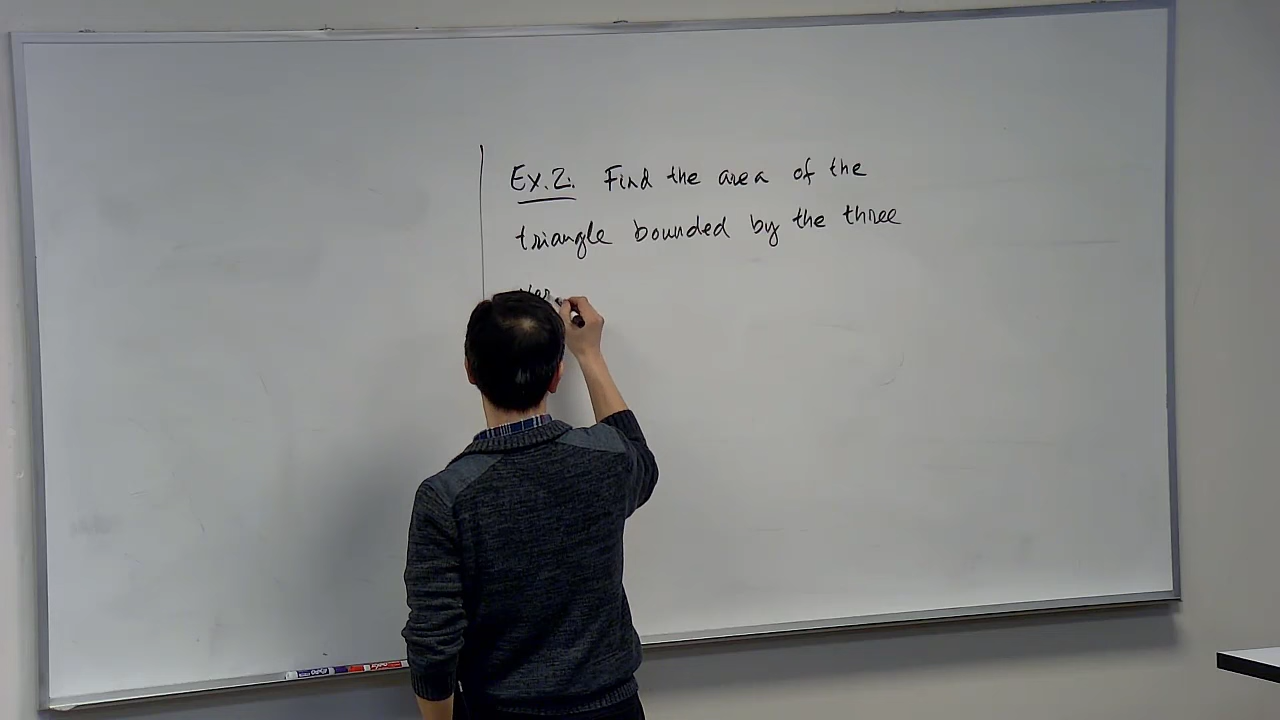 Ex. 2. Find the area of the
triangle bounded by the three